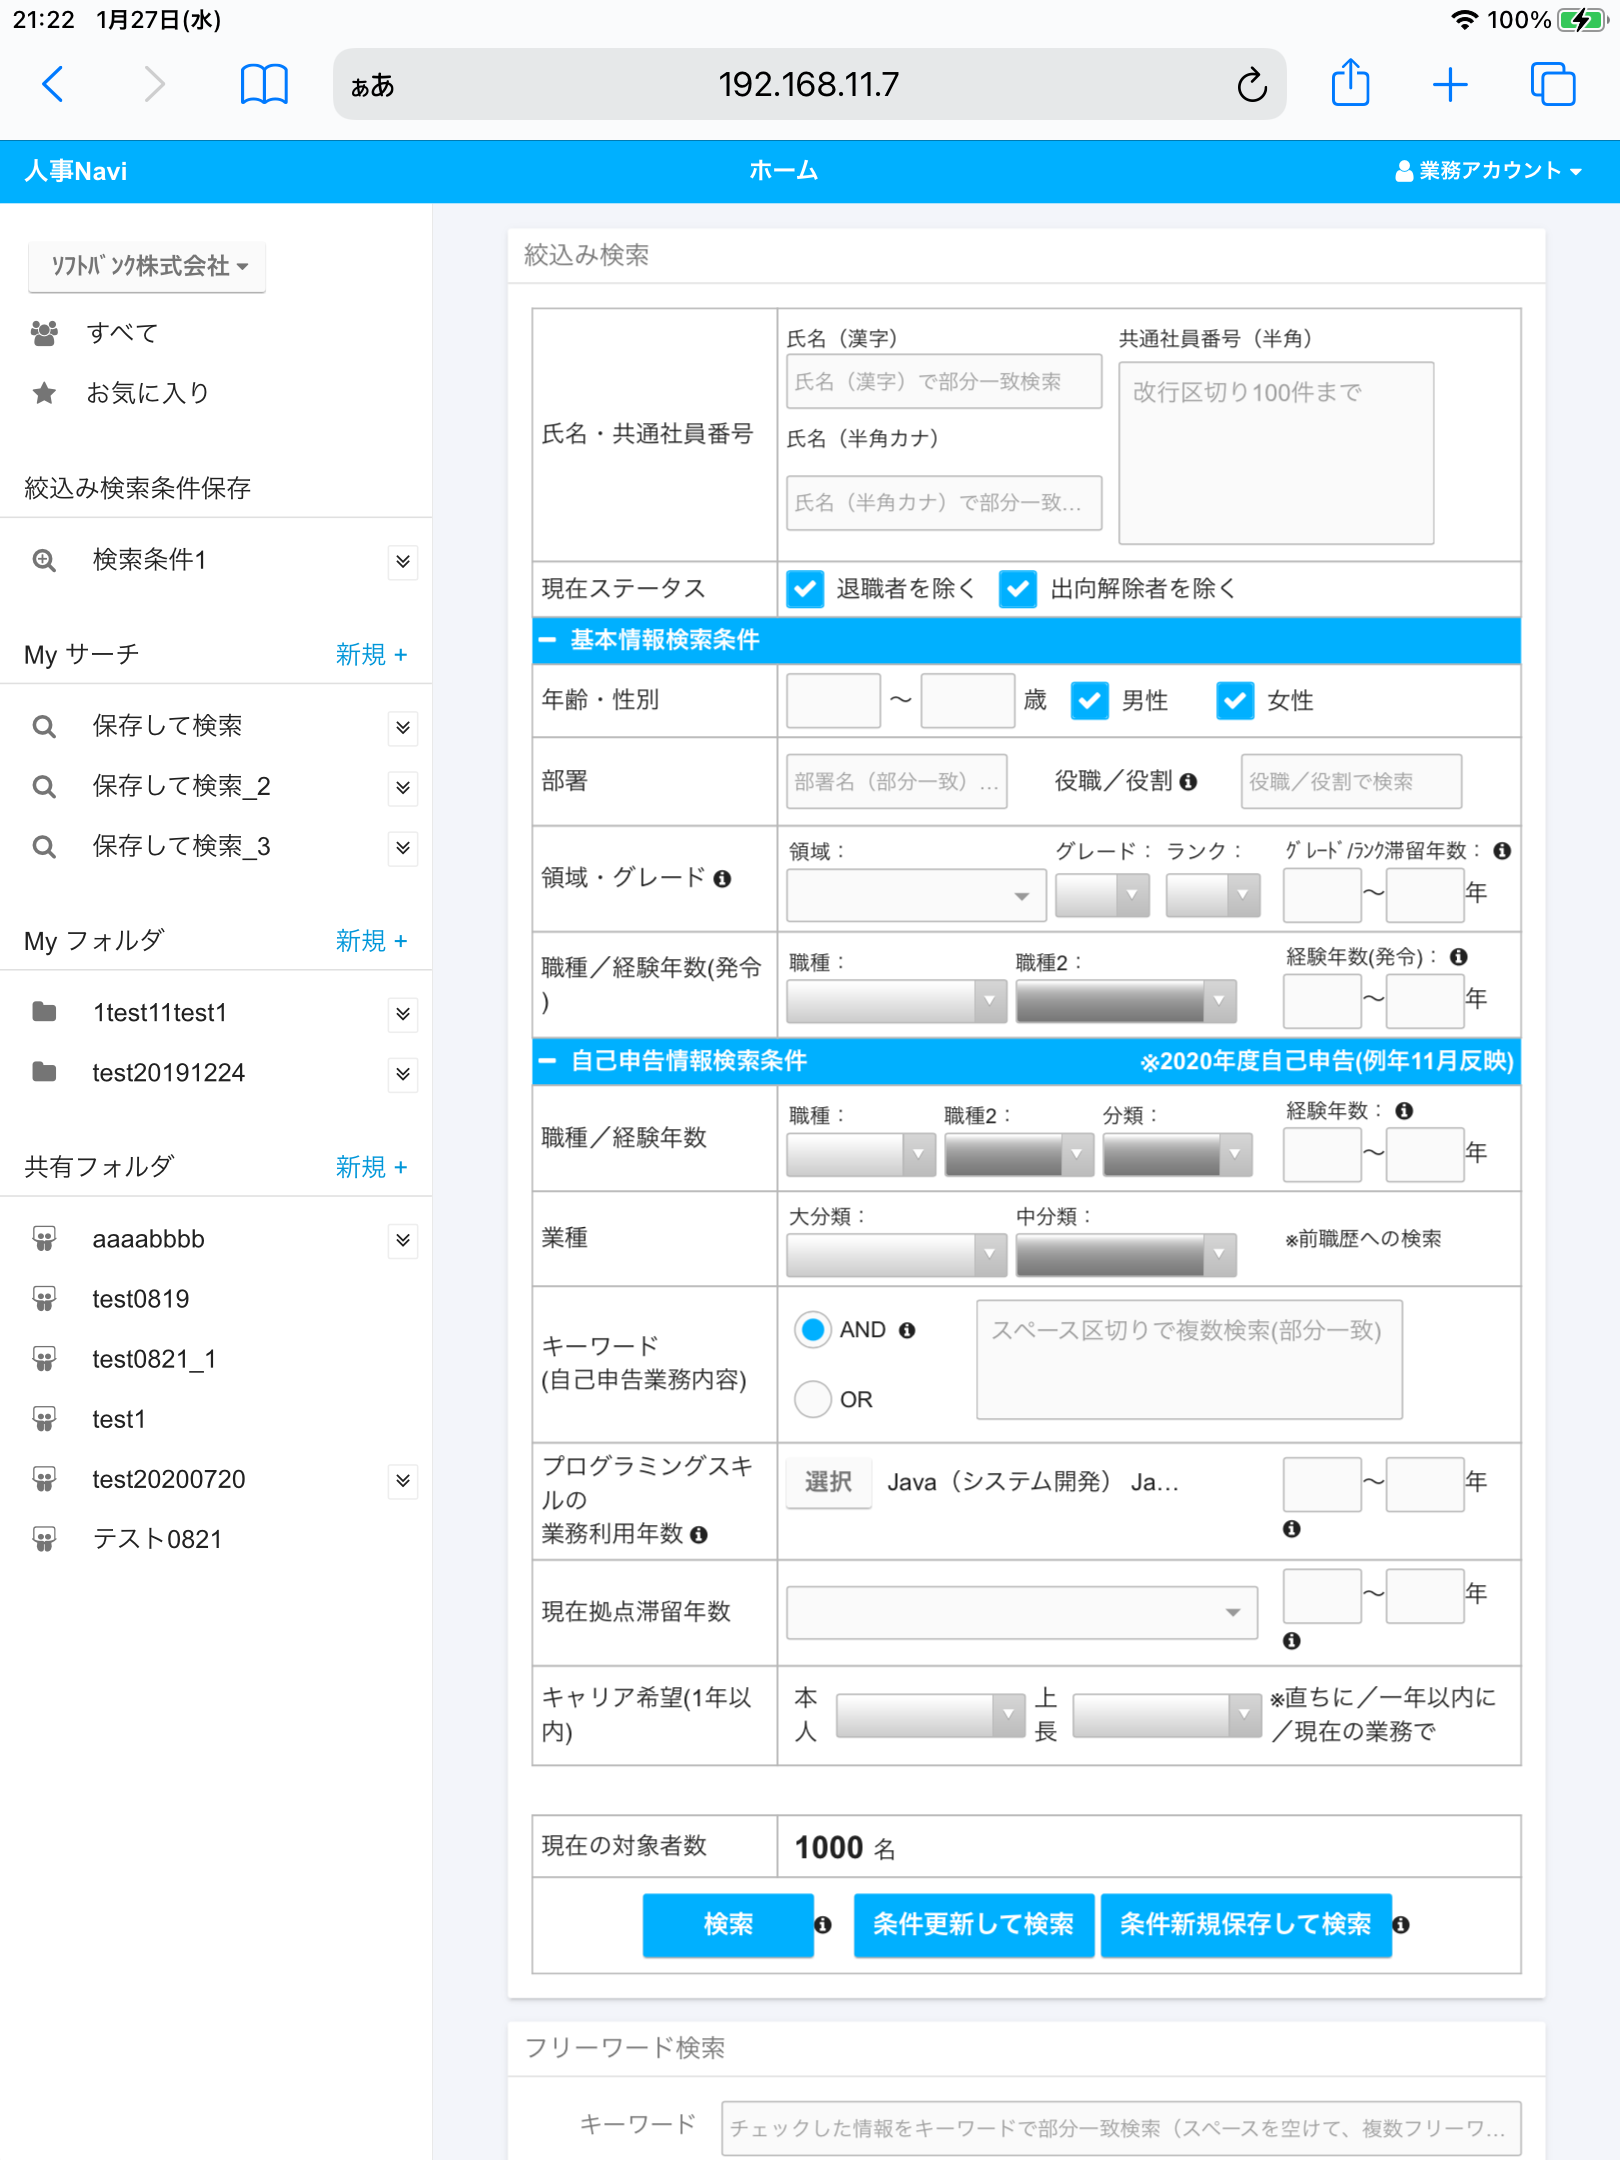 21:22 1月27日(水)
100%
ぁあ
192.168.11.7
人事Navi
ホーム
業務アカウント
ｿﾌﾄﾊﾞﾝｸ株式会社
すべて
お気に入り
絞込み検索条件保存
検索条件1
My サーチ
新規 +
保存して検索
保存して検索_2
保存して検索_3
My フォルダ
新規 +
1test11test1
test20191224
共有フォルダ
新規 +
aaaabbbb
test0819
test0821_1
test1
test20200720
テスト0821
絞込み検索
氏名・共通社員番号
氏名（漢字）
氏名（漢字）で部分一致検索
氏名（半角カナ）
氏名（半角カナ）で部分一致...
共通社員番号（半角）
改行区切り100件まで
現在ステータス
退職者を除く
出向解除者を除く
基本情報検索条件
年齢・性別
～
歳
男性
女性
部署
部署名（部分一致）...
役職／役割
役職／役割で検索
領域・グレード
領域：
グレード：
ランク：
ｸﾞﾚｰﾄﾞ/ﾗﾝｸ滞留年数：
～
年
職種／経験年数(発令
)
職種：
職種2：
経験年数(発令)：
～
年
自己申告情報検索条件
※2020年度自己申告(例年11月反映)
職種／経験年数
職種：
職種2：
分類：
経験年数：
～
年
業種
大分類：
中分類：
※前職歴への検索
キーワード
(自己申告業務内容)
AND
OR
スペース区切りで複数検索(部分一致)
プログラミングスキ
ルの
業務利用年数
選択
Java（システム開発） Ja...
～
年
現在拠点滞留年数
～
年
キャリア希望(1年以
内)
本
人
上
長
※直ちに／一年以内に
／現在の業務で
現在の対象者数
1000 名
検索
条件更新して検索
条件新規保存して検索
フリーワード検索
キーワード
チェックした情報をキーワードで部分一致検索（スペースを空けて、複数フリーワ...